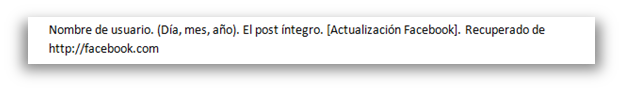 Nombre de usuario. (Día, mes, año). El post íntegro. [Actualización Facebook]. Recuperado de
http://facebook.com